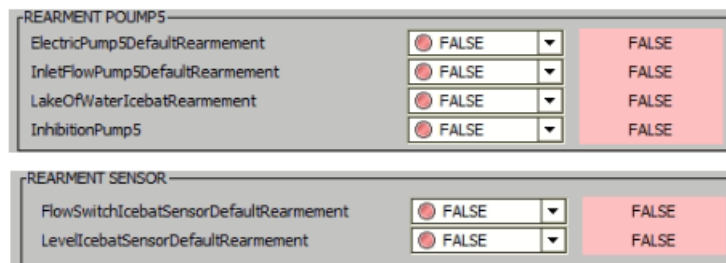 REARMENT POUMP5
ElectricPump5DefaultRearmement FALSE FALSE
InletFlowPump5DefaultRearmement FALSE FALSE
LakeOfWaterIcebatRearmement FALSE FALSE
InhibitionPump5 FALSE FALSE
REARMENT SENSOR
FlowSwitchIcebatSensorDefaultRearmement FALSE FALSE
LevelIcebatSensorDefaultRearmement FALSE FALSE